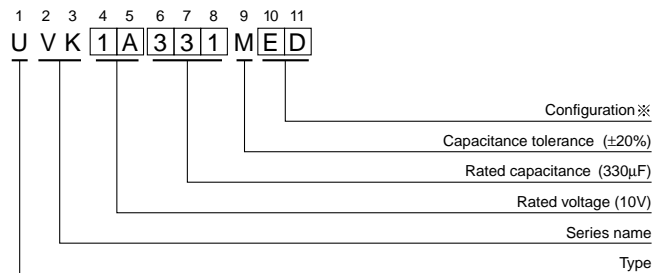 1 2 3 4 5 6 7 8 9 10 11
U V K 1 A 3 3 1 M E D
Configuration※
Capacitance tolerance (±20%)
Rated capacitance (330μF)
Rated voltage (10V)
Series name
Type